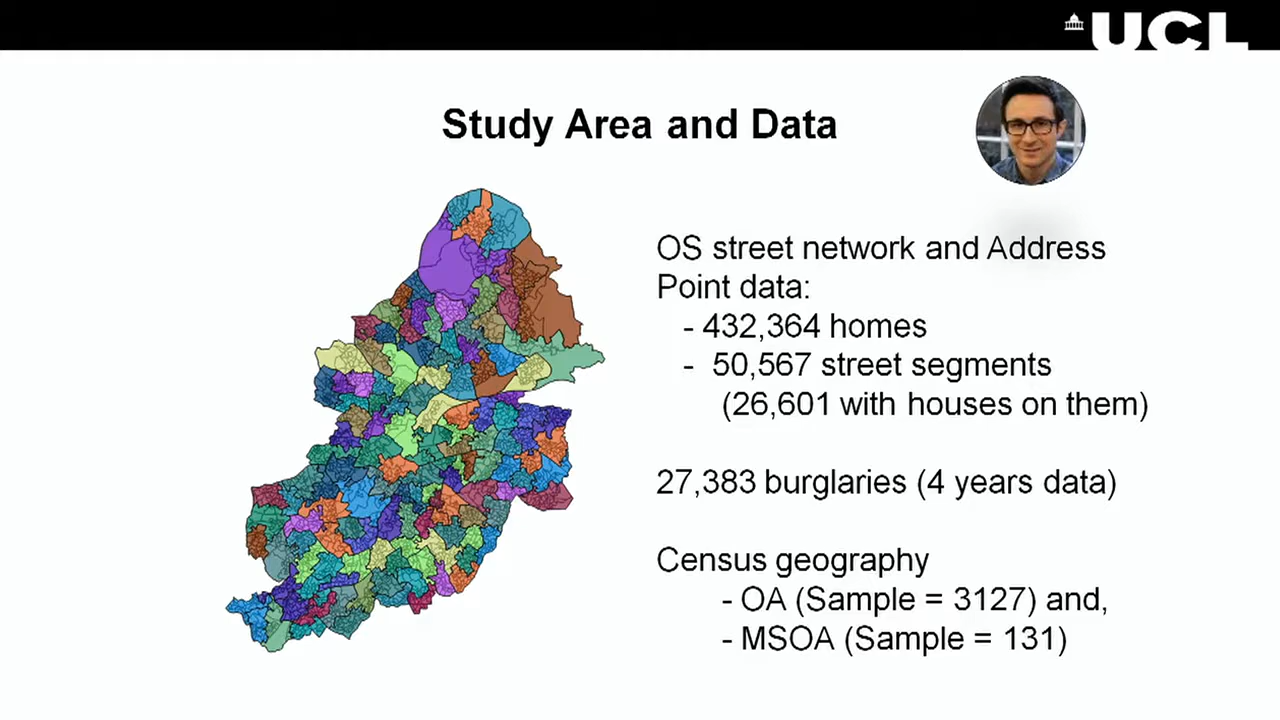 UCL
Study Area and Data
OS street network and Address
Point data:
- 432,364 homes
- 50,567 street segments
(26,601 with houses on them)
27,383 burglaries (4 years data)
Census geography
- OA (Sample = 3127) and,
- MSOA (Sample = 131)